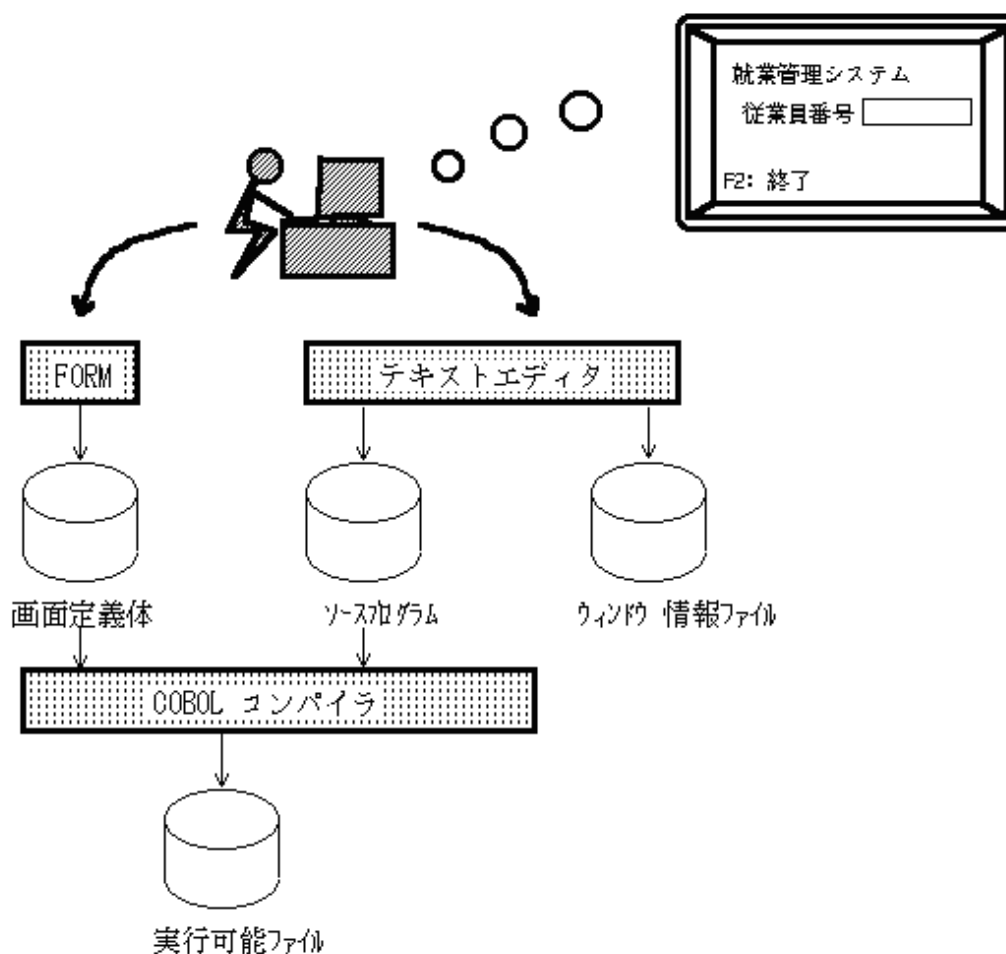 就業管理システム
従業員番号
F2: 終了
FORM
テキストエディタ
画面定義体
ソースプログラム
ウィンドウ 情報ファイル
COBOL コンパイラ
実行可能ファイル